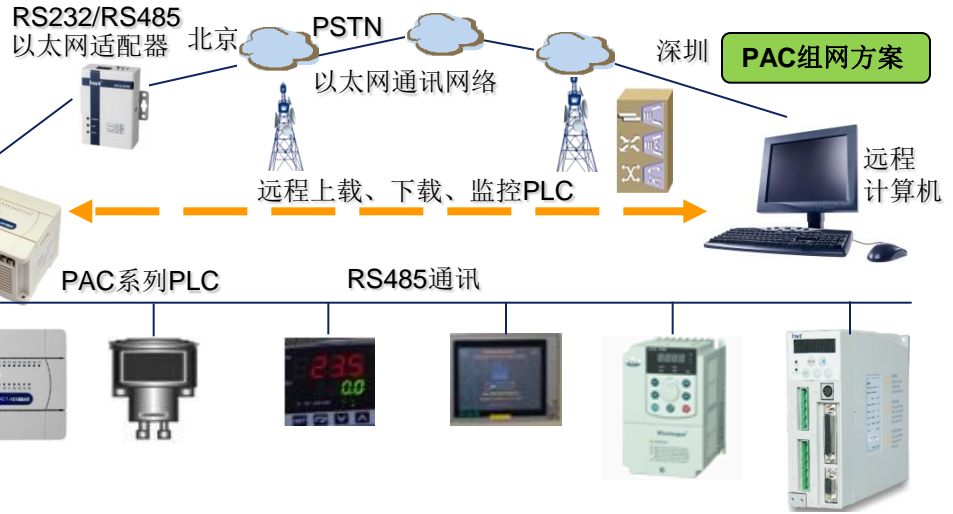 RS232/RS485
以太网适配器
北京
PSTN
以太网通讯网络
深圳
PAC组网方案
远程
计算机
远程上载、下载、监控PLC
PAC系列PLC
RS485通讯
23.5
0.0